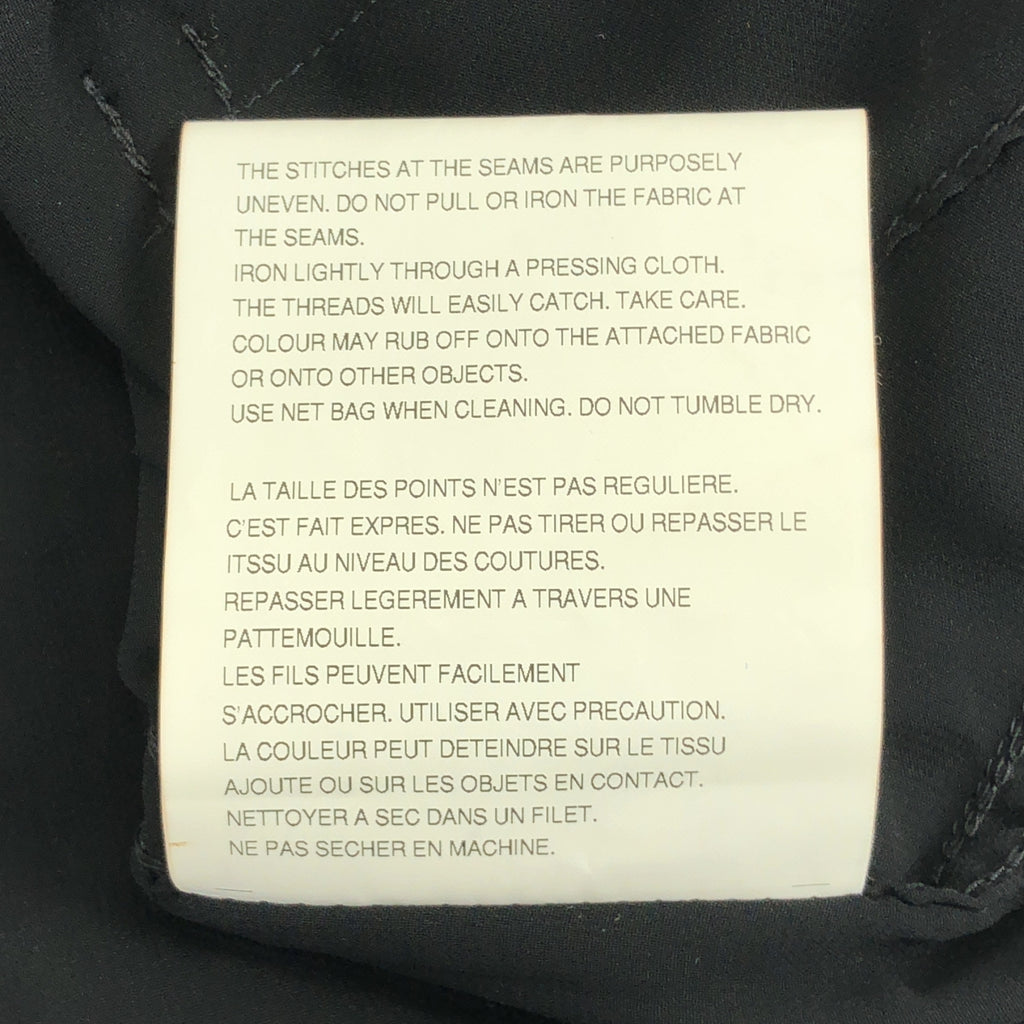 THE STITCHES AT THE SEAMS ARE PURPOSELY
UNEVEN. DO NOT PULL OR IRON THE FABRIC AT
THE SEAMS.
IRON LIGHTLY THROUGH A PRESSING CLOTH.
THE THREADS WILL EASILY CATCH. TAKE CARE.
COLOUR MAY RUB OFF ONTO THE ATTACHED FABRIC
OR ONTO OTHER OBJECTS.
USE NET BAG WHEN CLEANING. DO NOT TUMBLE DRY.
LA TAILLE DES POINTS N'EST PAS REGULIERE.
C'EST FAIT EXPRES. NE PAS TIRER OU REPASSER LE
ITSSU AU NIVEAU DES COUTURES.
REPASSER LEGEREMENT A TRAVERS UNE
PATTEMOUILLE.
LES FILS PEUVENT FACILEMENT
S'ACCROCHER. UTILISER AVEC PRECAUTION.
LA COULEUR PEUT DETEINDRE SUR LE TISSU
AJOUTE OU SUR LES OBJETS EN CONTACT.
NETTOYER A SEC DANS UN FILET.
NE PAS SECHER EN MACHINE.